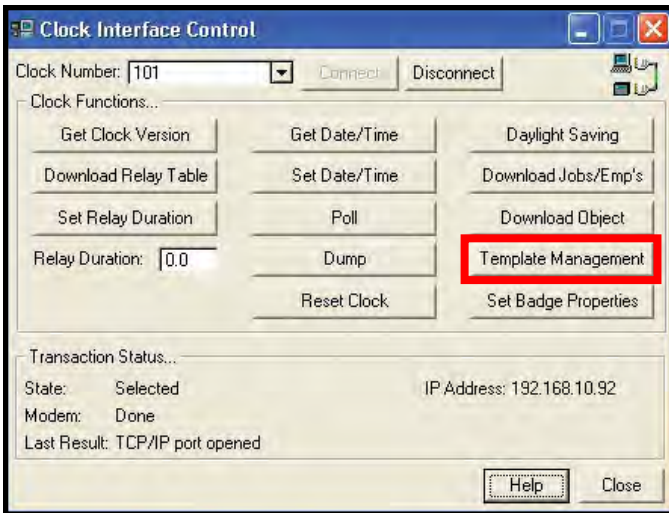 Clock Interface Control
Clock Number: 101 Connect Disconnect
Clock Functions...
Get Clock Version Get Date/Time Daylight Saving
Download Relay Table Set Date/Time Download Jobs/Emp's
Set Relay Duration Poll Download Object
Relay Duration: 0.0 Dump Template Management
Reset Clock Set Badge Properties
Transaction Status...
State: Selected IP Address: 192.168.10.92
Modem: Done
Last Result: TCP/IP port opened
Help Close